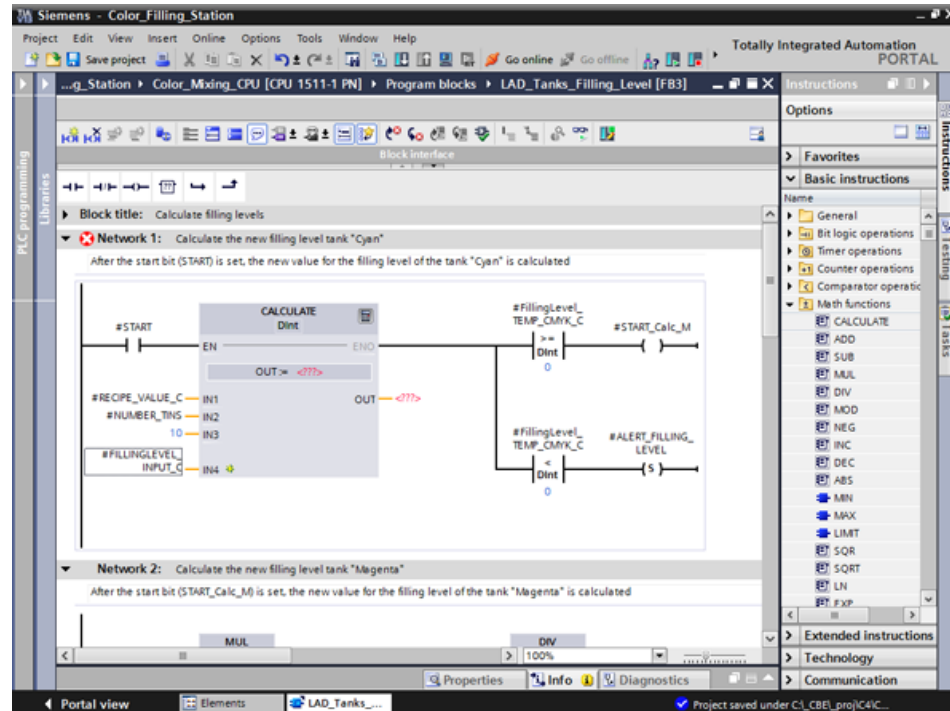 Siemens - Color_Filling_Station
Project Edit View Insert Online Options Tools Window Help
Save project
Go online
Go offline
Totally Integrated Automation
PORTAL
...g_Station Color_Mixing_CPU [CPU 1511-1 PN] Program blocks LAD_Tanks_Filling_Level [FB3]
Instructions
Options
Block interface
PLC programming
Libraries
Block title: Calculate filling levels
Network 1: Calculate the new filling level tank "Cyan"
After the start bit (START) is set, the new value for the filling level of the tank "Cyan" is calculated
#START
CALCULATE
DInt
EN
ENO
OUT := <???>
#RECIPE_VALUE_C
IN1
OUT
<???>
#NUMBER_TINS
IN2
10
IN3
#FILLINGLEVEL_
INPUT_C
IN4
#FillingLevel_
TEMP_CMYK_C
>=
DInt
0
#START_Calc_M
( )
#FillingLevel_
TEMP_CMYK_C
<
DInt
0
#ALERT_FILLING_
LEVEL
(S)
Network 2: Calculate the new filling level tank "Magenta"
After the start bit (START_Calc_M) is set, the new value for the filling level of the tank "Magenta" is calculated
MUL
DIV
100%
Favorites
Basic instructions
Name
General
Bit logic operations
Timer operations
Counter operations
Comparator operatic
Math functions
CALCULATE
ADD
SUB
MUL
DIV
MOD
NEG
INC
DEC
ABS
MIN
MAX
LIMIT
SQR
SQRT
LN
EXP
Extended instructions
Technology
Communication
Instructions
Testing
Tasks
Properties
Info
Diagnostics
Portal view
Elements
LAD_Tanks_...
Project saved under C:\_CBE\_proj\C4\C...